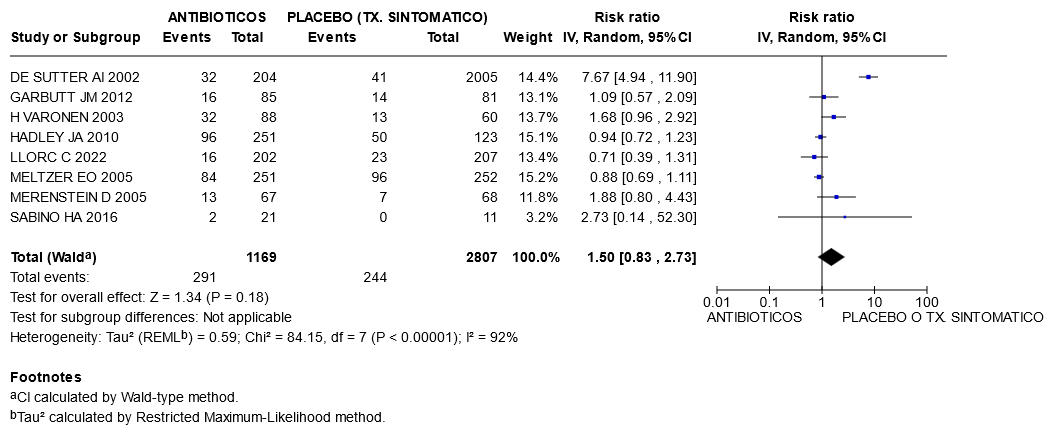 ANTIBIOTICOS PLACEBO (TX. SINTOMATICO) Risk ratio Risk ratio
Study or Subgroup Events Total Events Total Weight IV, Random, 95% CI IV, Random, 95% CI
DE SUTTER AI 2002 32 204 41 2005 14.4% 7.67 [4.94 , 11.90]
GARBUTT JM 2012 16 85 14 81 13.1% 1.09 [0.57 , 2.09]
H VARONEN 2003 32 88 13 60 13.7% 1.68 [0.96 , 2.92]
HADLEY JA 2010 96 251 50 123 15.1% 0.94 [0.72 , 1.23]
LLORC C 2022 16 202 23 207 13.4% 0.71 [0.39 , 1.31]
MELTZER EO 2005 84 251 96 252 15.2% 0.88 [0.69 , 1.11]
MERENSTEIN D 2005 13 67 7 68 11.8% 1.88 [0.80 , 4.43]
SABINO HA 2016 2 21 0 11 3.2% 2.73 [0.14 , 52.30]
Total (Waldᵃ) 1169 2807 100.0% 1.50 [0.83 , 2.73]
Total events: 291 244
Test for overall effect: Z = 1.34 (P = 0.18)
Test for subgroup differences: Not applicable
Heterogeneity: Tau² (REMLᵇ) = 0.59; Chi² = 84.15, df = 7 (P < 0.00001); I² = 92%
0.01 0.1 1 10 100
ANTIBIOTICOS PLACEBO O TX. SINTOMATICO
Footnotes
ᵃCI calculated by Wald-type method.
ᵇTau² calculated by Restricted Maximum-Likelihood method.